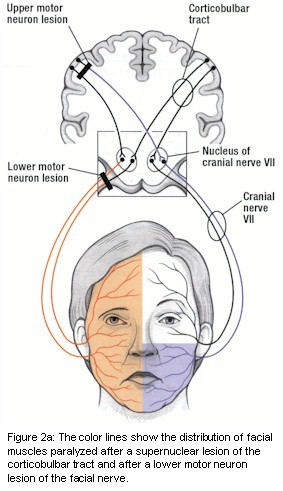 Upper motor
neuron lesion
Corticobulbar
tract
Lower motor
neuron lesion
Nucleus of
cranial nerve VII
Cranial
nerve
VII
Figure 2a: The color lines show the distribution of facial
muscles paralyzed after a supernuclear lesion of the
corticobulbar tract and after a lower motor neuron
lesion of the facial nerve.